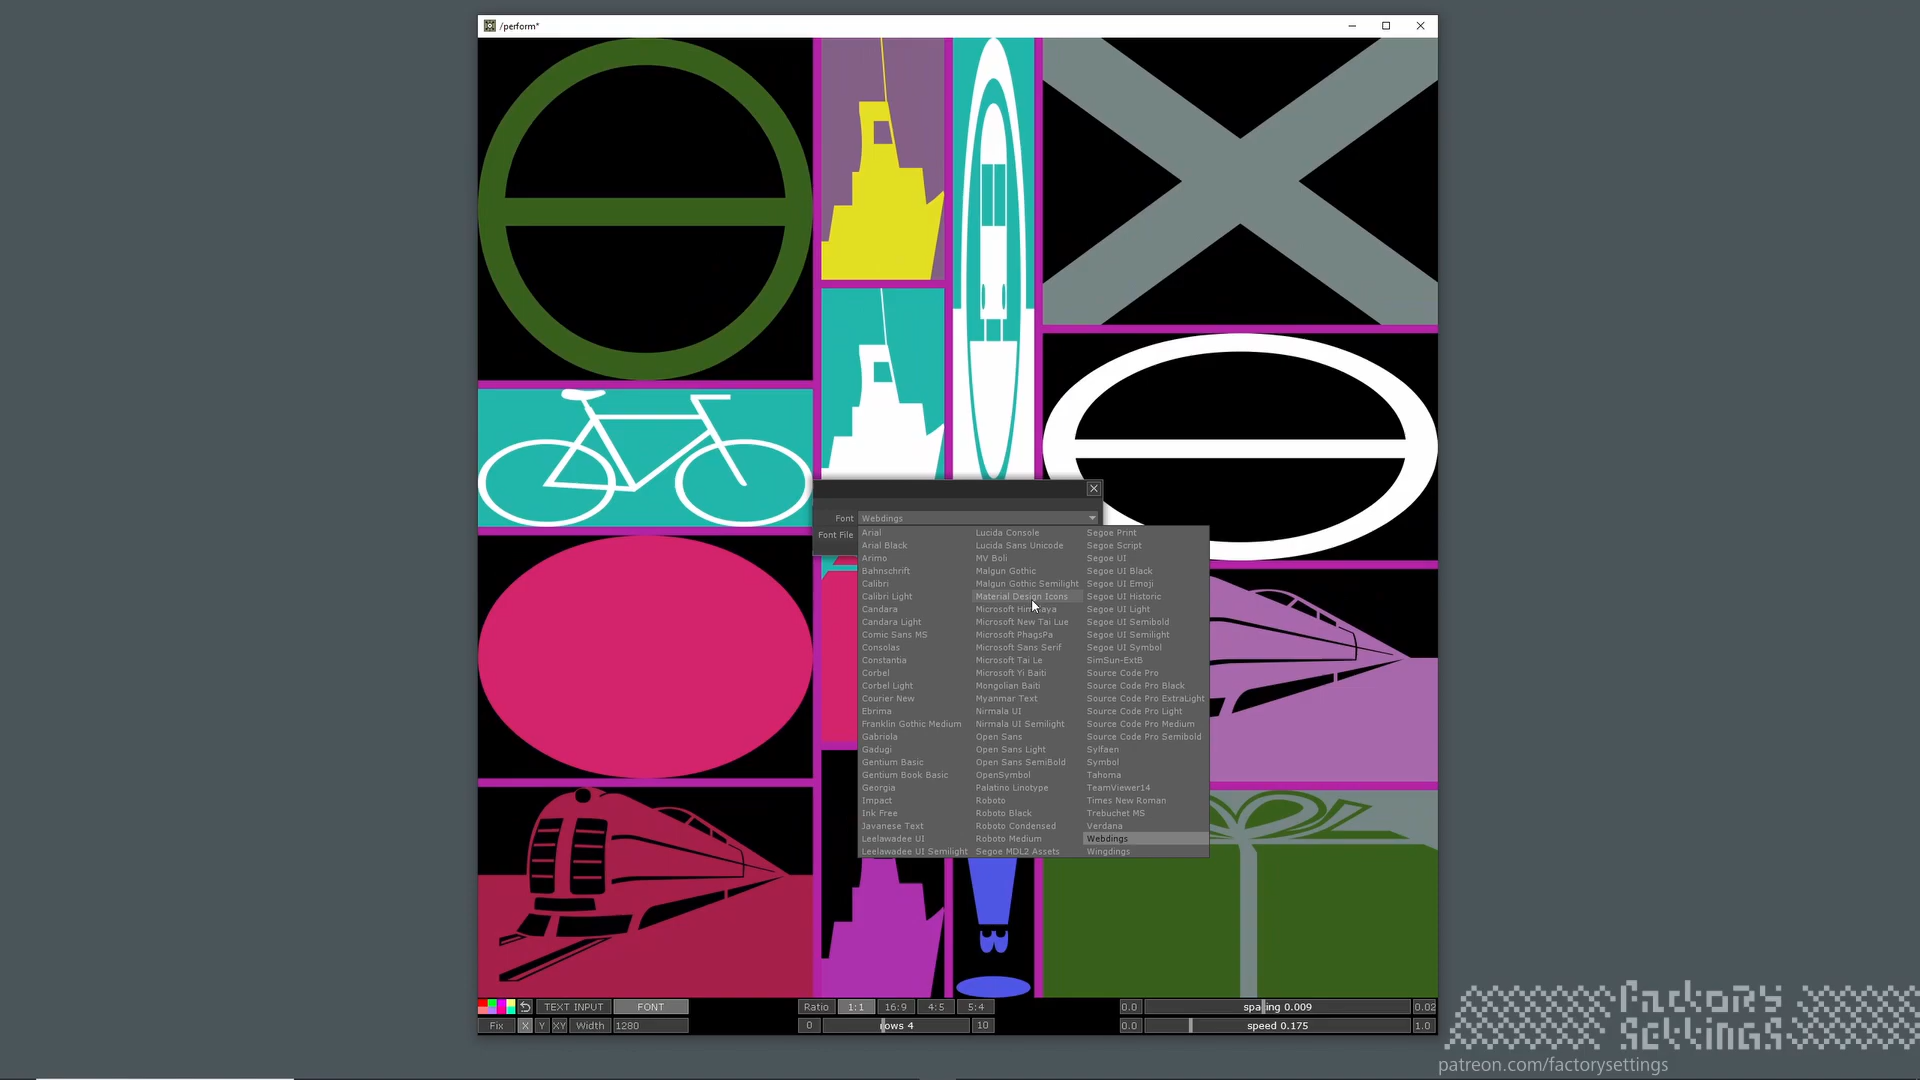 /perform*
Font Webdings
Font File
Arial Lucida Console Segoe Print
Arial Black Lucida Sans Unicode Segoe Script
Arimo MV Boli Segoe UI
Bahnschrift Malgun Gothic Segoe UI Black
Calibri Malgun Gothic Semilight Segoe UI Emoji
Calibri Light Material Design Icons Segoe UI Historic
Candara Microsoft Himalaya Segoe UI Light
Candara Light Microsoft New Tai Lue Segoe UI Semibold
Comic Sans MS Microsoft PhagsPa Segoe UI Semilight
Consolas Microsoft Sans Serif Segoe UI Symbol
Constantia Microsoft Tai Le SimSun-ExtB
Corbel Microsoft Yi Baiti Source Code Pro
Corbel Light Mongolian Baiti Source Code Pro Black
Courier New Myanmar Text Source Code Pro ExtraLight
Ebrima Nirmala UI Source Code Pro Light
Franklin Gothic Medium Nirmala UI Semilight Source Code Pro Medium
Gabriola Open Sans Source Code Pro Semibold
Gadugi Open Sans Light Sylfaen
Gentium Basic Open Sans SemiBold Symbol
Gentium Book Basic OpenSymbol Tahoma
Georgia Palatino Linotype TeamViewer14
Impact Roboto Times New Roman
Ink Free Roboto Black Trebuchet MS
Javanese Text Roboto Condensed Verdana
Leelawadee UI Roboto Medium Webdings
Leelawadee UI Semilight Segoe MDL2 Assets Wingdings
TEXT INPUT FONT Ratio 1:1 16:9 4:5 5:4 0.0 spacing 0.009 0.02
Fix X Y XY Width 1280 0 rows 4 10 0.0 speed 0.175 1.0
Factory
Settings
patreon.com/factorysettings